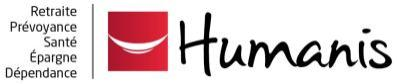 Retraite
Prévoyance
Santé
Épargne
Dépendance
Humanis